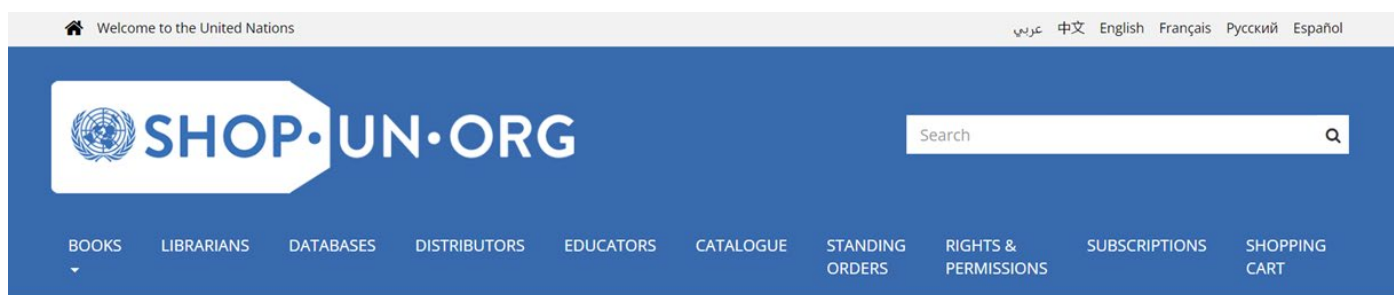 Welcome to the United Nations
عربي 中文 English Français Русский Español
SHOP·UN·ORG
Search
BOOKS LIBRARIANS DATABASES DISTRIBUTORS EDUCATORS CATALOGUE STANDING ORDERS RIGHTS & PERMISSIONS SUBSCRIPTIONS SHOPPING CART